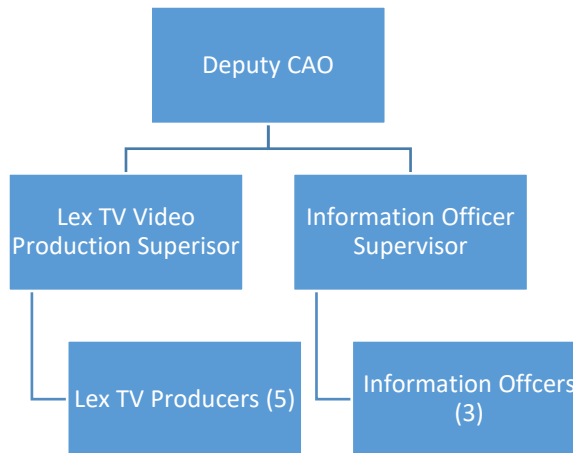 Deputy CAO
Lex TV Video
Production Superisor
Information Officer
Supervisor
Lex TV Producers (5)
Information Offcers
(3)